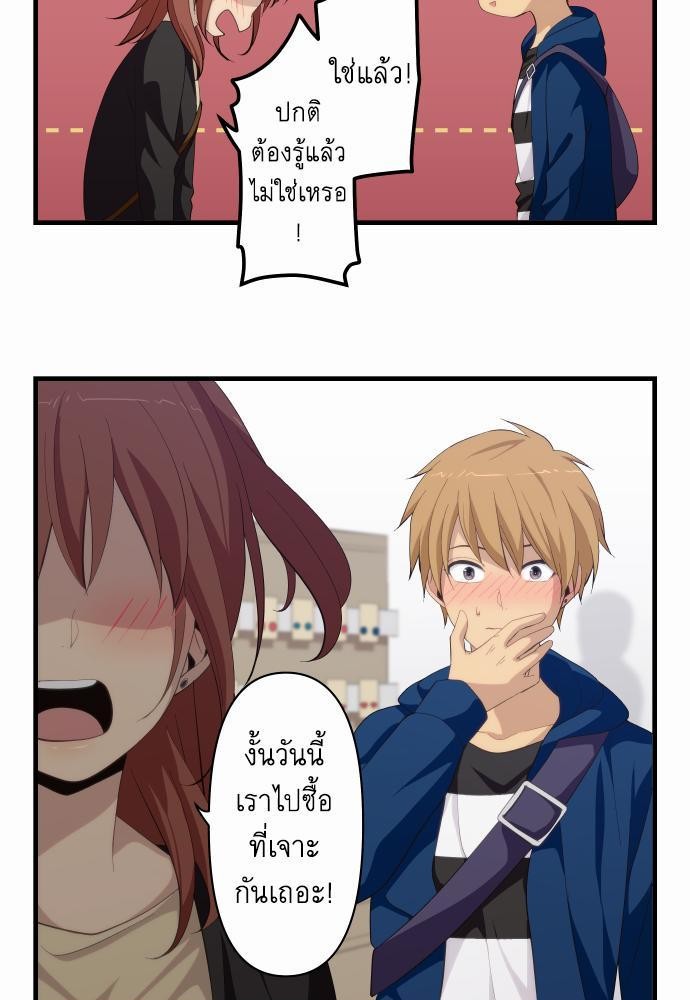 ใช่แล้ว!
ปกติ
ต้องรู้แล้ว
ไม่ใช่เหรอ
!
งั้นวันนี้
เราไปซื้อ
ที่เจาะ
กันเถอะ!